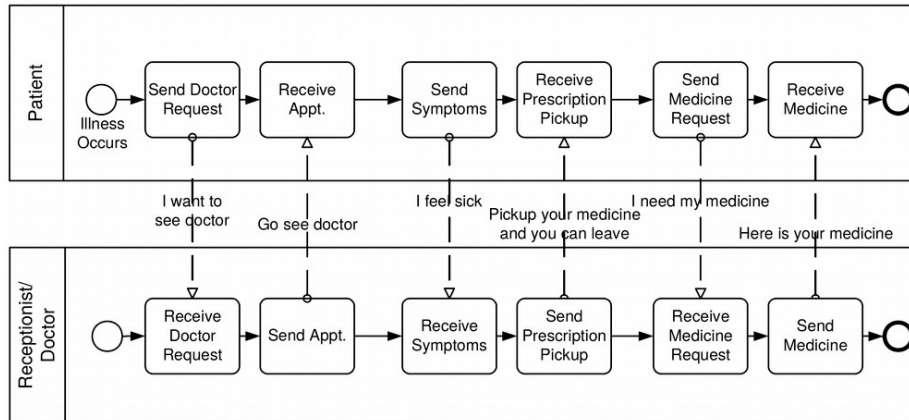 Patient
Illness
Occurs
Send Doctor
Request
Receive
Appt.
Send
Symptoms
Receive
Prescription
Pickup
Send
Medicine
Request
Receive
Medicine
I want to
see doctor
Go see doctor
I feel sick
Pickup your medicine
and you can leave
I need my medicine
Here is your medicine
Receptionist/
Doctor
Receive
Doctor
Request
Send Appt.
Receive
Symptoms
Send
Prescription
Pickup
Receive
Medicine
Request
Send
Medicine